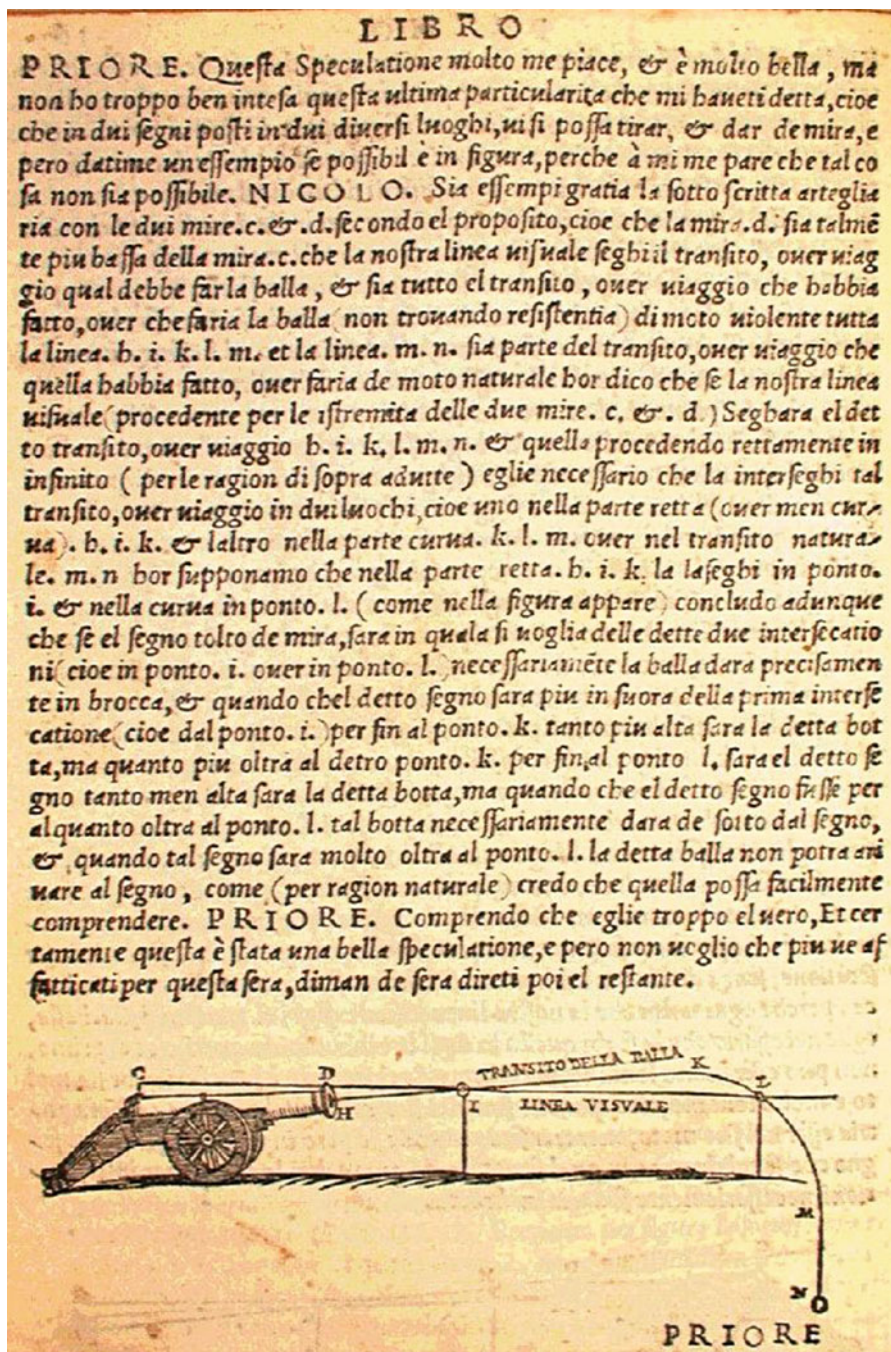 LIBRO
PRIORE. Questa Speculatione molto me piace, & è molto bella, ma
non ho troppo ben intesa questa ultima particularita che mi haueti detta, cioe
che in dui segni posti in dui diuersi luoghi, ui si possa tirar, & dar de mira, e
pero datime un essempio se possibil è in figura, perche à mi me pare che tal co
sa non sia possibile. NICOLO. Sia essempi gratia la sotto scritta arteglia
ria con le dui mire. c. & . d. secondo el proposito, cioe che la mira. d. sia talmẽ
te piu bassa della mira. c. che la nostra linea uisuale seghi il transito, ouer uiag
gio qual debbe far la balla, & sia tutto el transito, ouer uiaggio che habbia
fatto, ouer che faria la balla (non trouando resistentia) di moto uiolente tutta
la linea. h. i. k. l. m. et la linea. m. n. sia parte del transito, ouer uiaggio che
quella habbia fatto, ouer faria de moto naturale hor dico che se la nostra linea
uisuale (procedente per le istremita delle due mire. c. & . d.) Seghara el det
to transito, ouer uiaggio h. i. k. l. m. n. & quella procedendo rettamente in
infinito (per le ragion di sopra adutte) eglie necessario che la interseghi tal
transito, ouer uiaggio in dui luochi, cioe uno nella parte retta (ouer men cur-
ua). h. i. k. & laltro nella parte curua. k. l. m. ouer nel transito natura-
le. m. n hor supponamo che nella parte retta. h. i. k. la laseghi in ponto.
i. & nella curua in ponto. l. (come nella figura appare) concludo adunque
che se el segno tolto de mira, sara in quala si uoglia delle dette due intersecatio
ni (cioe in ponto. i. ouer in ponto. l.) necessariamẽte la balla dara precisamen
te in brocca, & quando chel detto segno sara piu in fuora della prima interse
catione (cioe dal ponto. i.) per fin al ponto. k. tanto piu alta sara la detta bot
ta, ma quanto piu oltra al detro ponto. k. per fin, al ponto l. sara el detto se
gno tanto men alta sara la detta botta, ma quando che el detto segno fusse per
alquanto oltra al ponto. l. tal botta necessariamente dara de sotto dal segno,
& quando tal segno sara molto oltra al ponto. l. la detta balla non potra ari
uare al segno, come (per ragion naturale) credo che quella possa facilmente
comprendere. PRIORE. Comprendo che eglie troppo el uero, Et cer
tamente questa è stata una bella speculatione, e pero non uoglio che piu ue af
fatticati per questa sera, diman de sera direti poi el restante.
C D TRANSITO DELLA BALLA K L
H I LINEA VISVALE
M
N
PRIORE